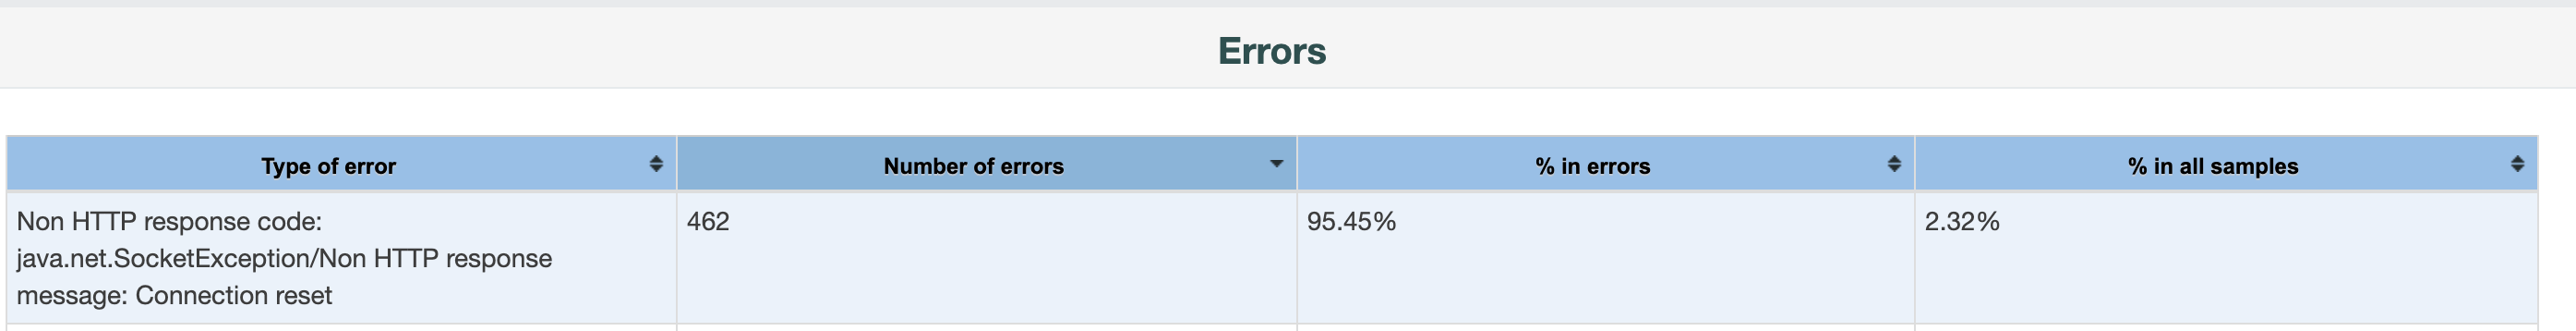 Errors
Type of error
Number of errors
% in errors
% in all samples
Non HTTP response code:
java.net.SocketException/Non HTTP response
message: Connection reset
462
95.45%
2.32%